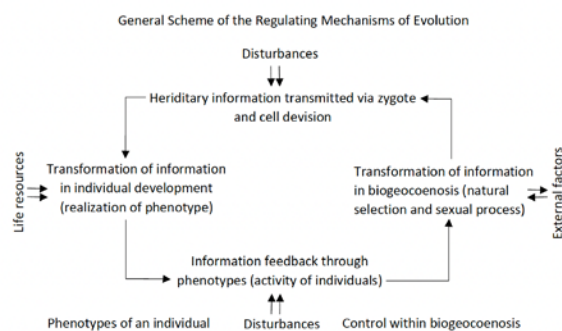 General Scheme of the Regulating Mechanisms of Evolution
Disturbances
Heriditary information transmitted via zygote
and cell devision
Life resources
Transformation of information
in individual development
(realization of phenotype)
Transformation of information
in biogeocoenosis (natural
selection and sexual process)
External factors
Information feedback through
phenotypes (activity of individuals)
Phenotypes of an individual
Disturbances
Control within biogeocoenosis